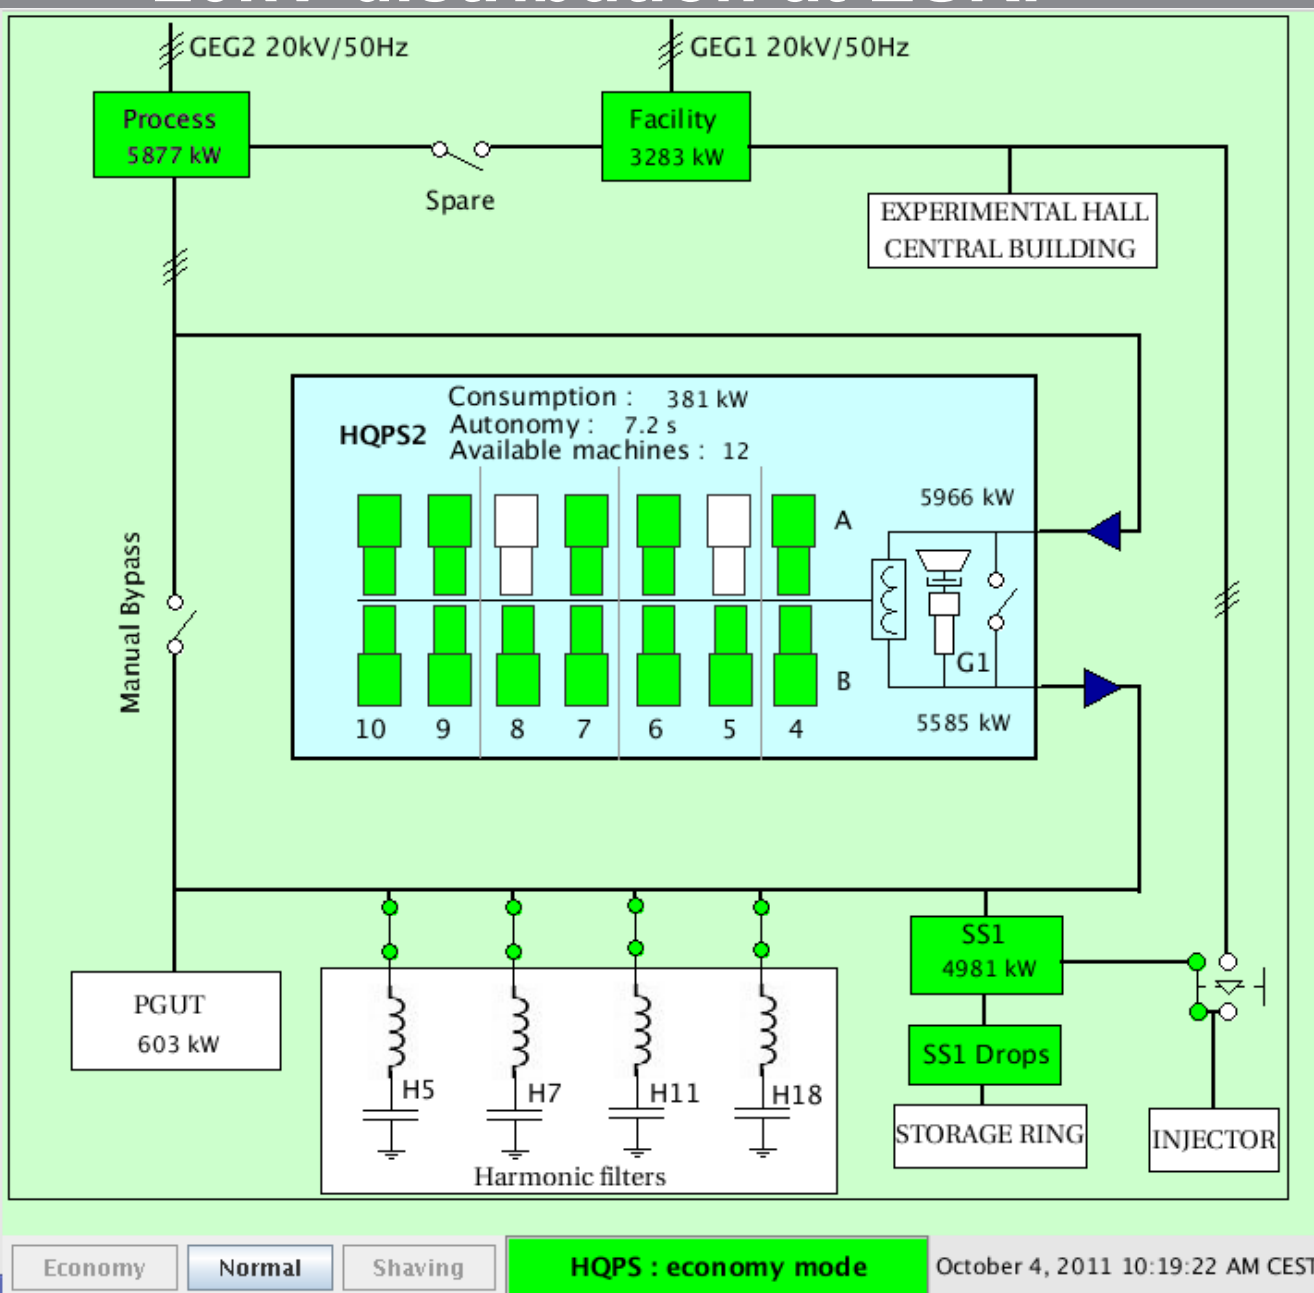 GEG2 20kV/50Hz
GEG1 20kV/50Hz
Process
5877 kW
Facility
3283 kW
Spare
EXPERIMENTAL HALL
CENTRAL BUILDING
Consumption : 381 kW
HQPS2
Autonomy : 7.2 s
Available machines : 12
5966 kW
A
Manual Bypass
G1
B
5585 kW
10 9 8 7 6 5 4
SS1
4981 kW
PGUT
603 kW
SS1 Drops
H5 H7 H11 H18
STORAGE RING
INJECTOR
Harmonic filters
Economy
Normal
Shaving
HQPS : economy mode
October 4, 2011 10:19:22 AM CEST